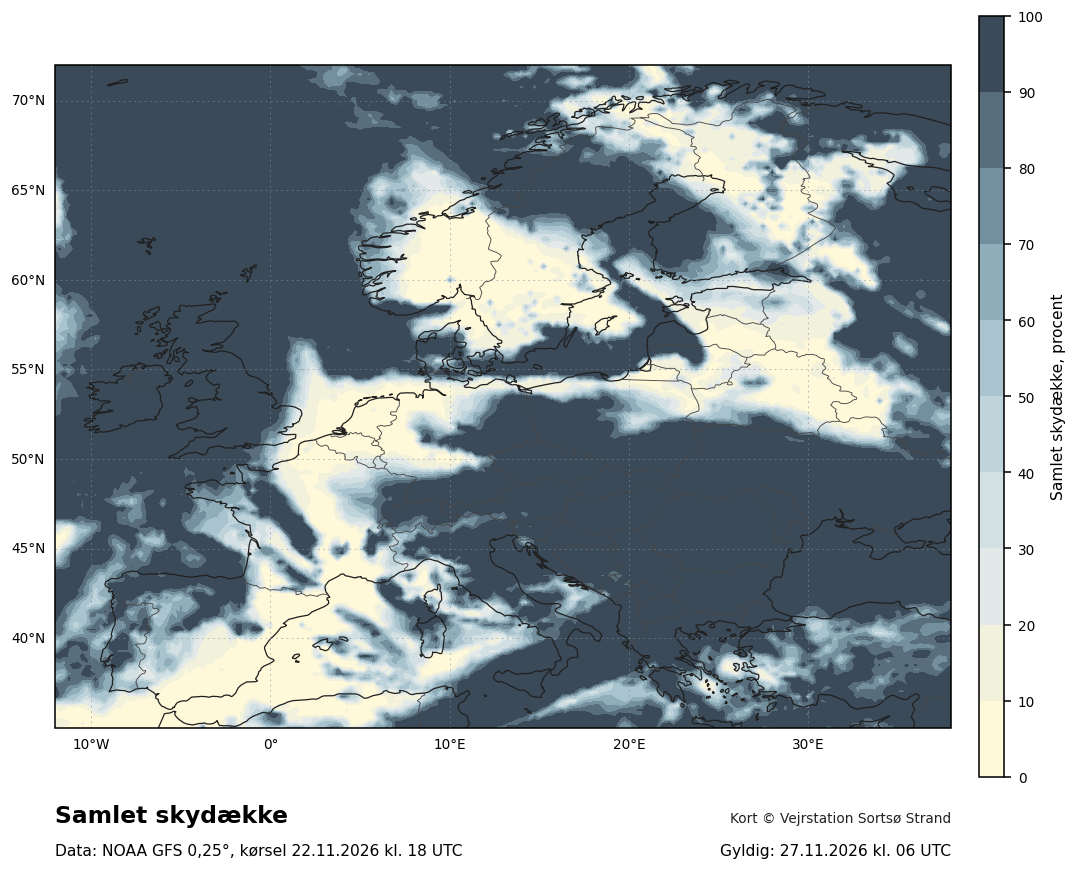 100
90
80
70
60
50
40
30
20
10
0
Samlet skydække, procent
70°N
65°N
60°N
55°N
50°N
45°N
40°N
10°W
0°
10°E
20°E
30°E
Samlet skydække
Kort © Vejrstation Sortsø Strand
Data: NOAA GFS 0,25°, kørsel 22.11.2026 kl. 18 UTC
Gyldig: 27.11.2026 kl. 06 UTC